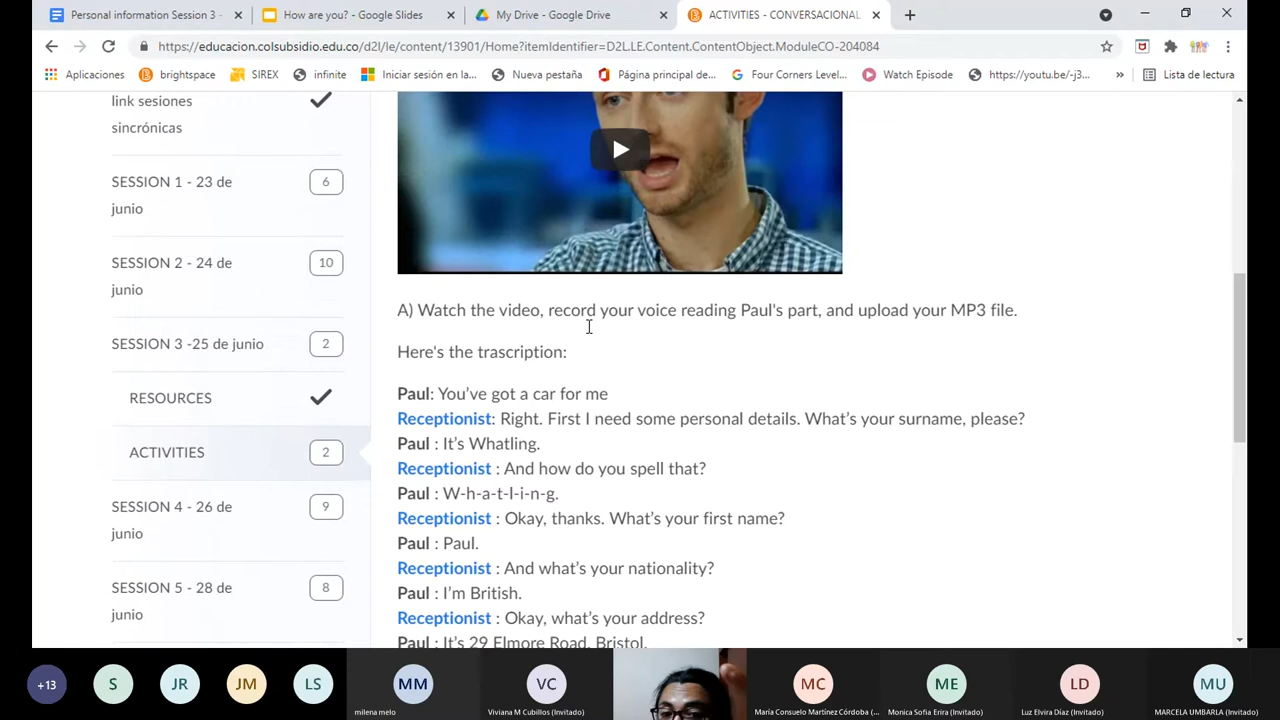 Personal information Session 3 -
How are you? - Google Slides
My Drive - Google Drive
ACTIVITIES - CONVERSACIONAL
https://educacion.colsubsidio.edu.co/d2l/le/content/13901/Home?itemIdentifier=D2L.LE.Content.ContentObject.ModuleCO-204084
Aplicaciones
brightspace
SIREX
infinite
Iniciar sesión en la...
Nueva pestaña
Página principal de...
Four Corners Level...
Watch Episode
https://youtu.be/-j3...
»
Lista de lectura
link sesiones
sincrónicas
SESSION 1 - 23 de
junio
6
SESSION 2 - 24 de
junio
10
SESSION 3 -25 de junio
2
RESOURCES
ACTIVITIES
2
SESSION 4 - 26 de
junio
9
SESSION 5 - 28 de
junio
8
A) Watch the video, record your voice reading Paul's part, and upload your MP3 file.
Here's the trascription:
Paul: You've got a car for me
Receptionist: Right. First I need some personal details. What's your surname, please?
Paul : It's Whatling.
Receptionist : And how do you spell that?
Paul : W-h-a-t-l-i-n-g.
Receptionist : Okay, thanks. What's your first name?
Paul : Paul.
Receptionist : And what's your nationality?
Paul : I'm British.
Receptionist : Okay, what's your address?
Paul : It's 29 Elmore Road, Bristol.
+13
S
JR
JM
LS
MM
milena melo
VC
Viviana M Cubillos (Invitado)
MC
María Consuelo Martínez Córdoba (...
ME
Monica Sofia Erira (Invitado)
LD
Luz Elvira Díaz (Invitado)
MU
MARCELA UMBARLA (Invitado)